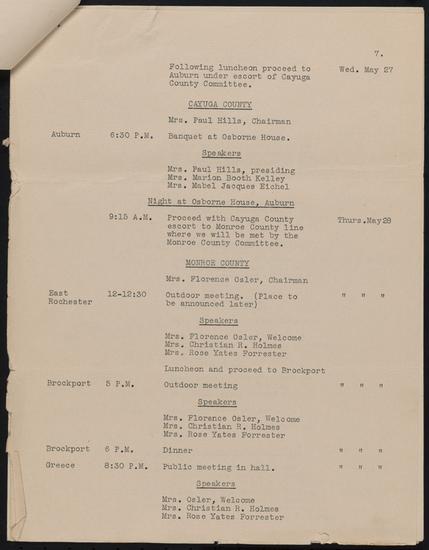 7.
Following luncheon proceed to Wed. May 27
Auburn under escort of Cayuga
County Committee.
CAYUGA COUNTY
Mrs. Paul Hills, Chairman
Auburn 6:30 P.M. Banquet at Osborne House.
Speakers
Mrs. Paul Hills, presiding
Mrs. Marion Booth Kelley
Mrs. Mabel Jacques Eichel
Night at Osborne House, Auburn
9:15 A.M. Proceed with Cayuga County Thurs.May28
escort to Monroe County line
where we will be met by the
Monroe County Committee.
MONROE COUNTY
Mrs. Florence Osler, Chairman
East 12-12:30 Outdoor meeting. (Place to " " "
Rochester be announced later)
Speakers
Mrs. Florence Osler, Welcome
Mrs. Christian R. Holmes
Mrs. Rose Yates Forrester
Luncheon and proceed to Brockport
Brockport 5 P.M. Outdoor meeting " " "
Speakers
Mrs. Florence Osler, Welcome
Mrs. Christian R. Holmes
Mrs. Rose Yates Forrester
Brockport 6 P.M. Dinner " " "
Greece 8:30 P.M. Public meeting in hall. " " "
Speakers
Mrs. Osler, Welcome
Mrs. Christian R. Holmes
Mrs. Rose Yates Forrester